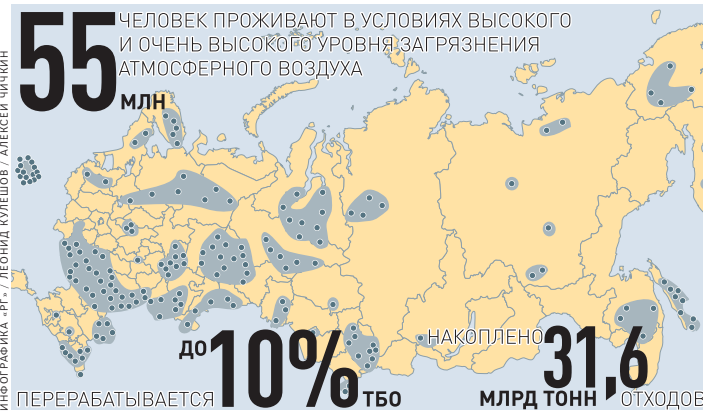 55 МЛН
ЧЕЛОВЕК ПРОЖИВАЮТ В УСЛОВИЯХ ВЫСОКОГО
И ОЧЕНЬ ВЫСОКОГО УРОВНЯ ЗАГРЯЗНЕНИЯ
АТМОСФЕРНОГО ВОЗДУХА
ПЕРЕРАБАТЫВАЕТСЯ
ДО 10% ТБО
НАКОПЛЕНО 31,6
МЛРД ТОНН ОТХОДОВ
ИНФОГРАФИКА «РГ» / ЛЕОНИД КУЛЕШОВ / АЛЕКСЕЙ ЧИЧКИН